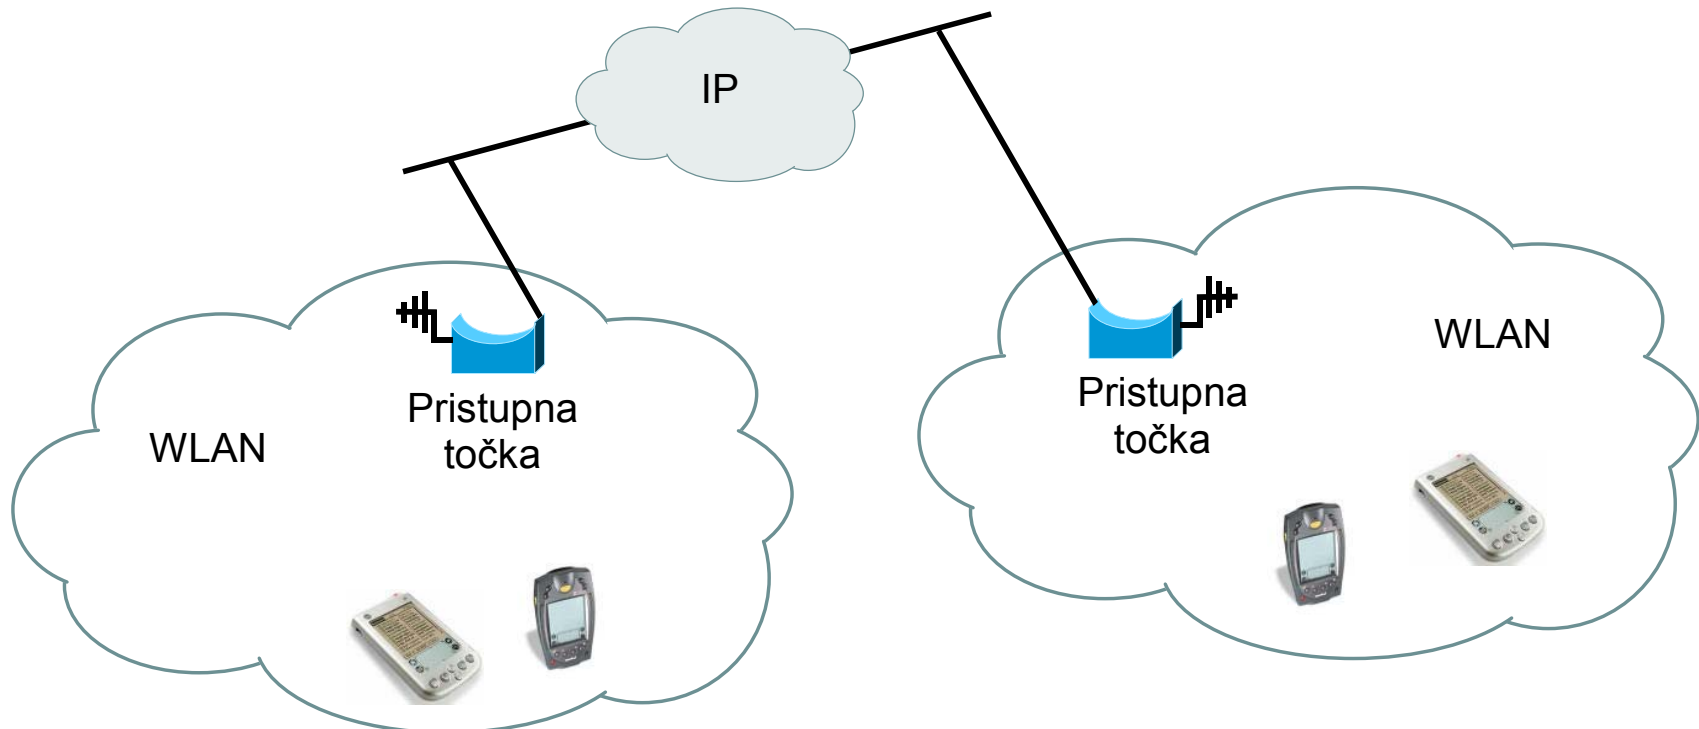 IP
WLAN
Pristupna
točka
WLAN
Pristupna
točka